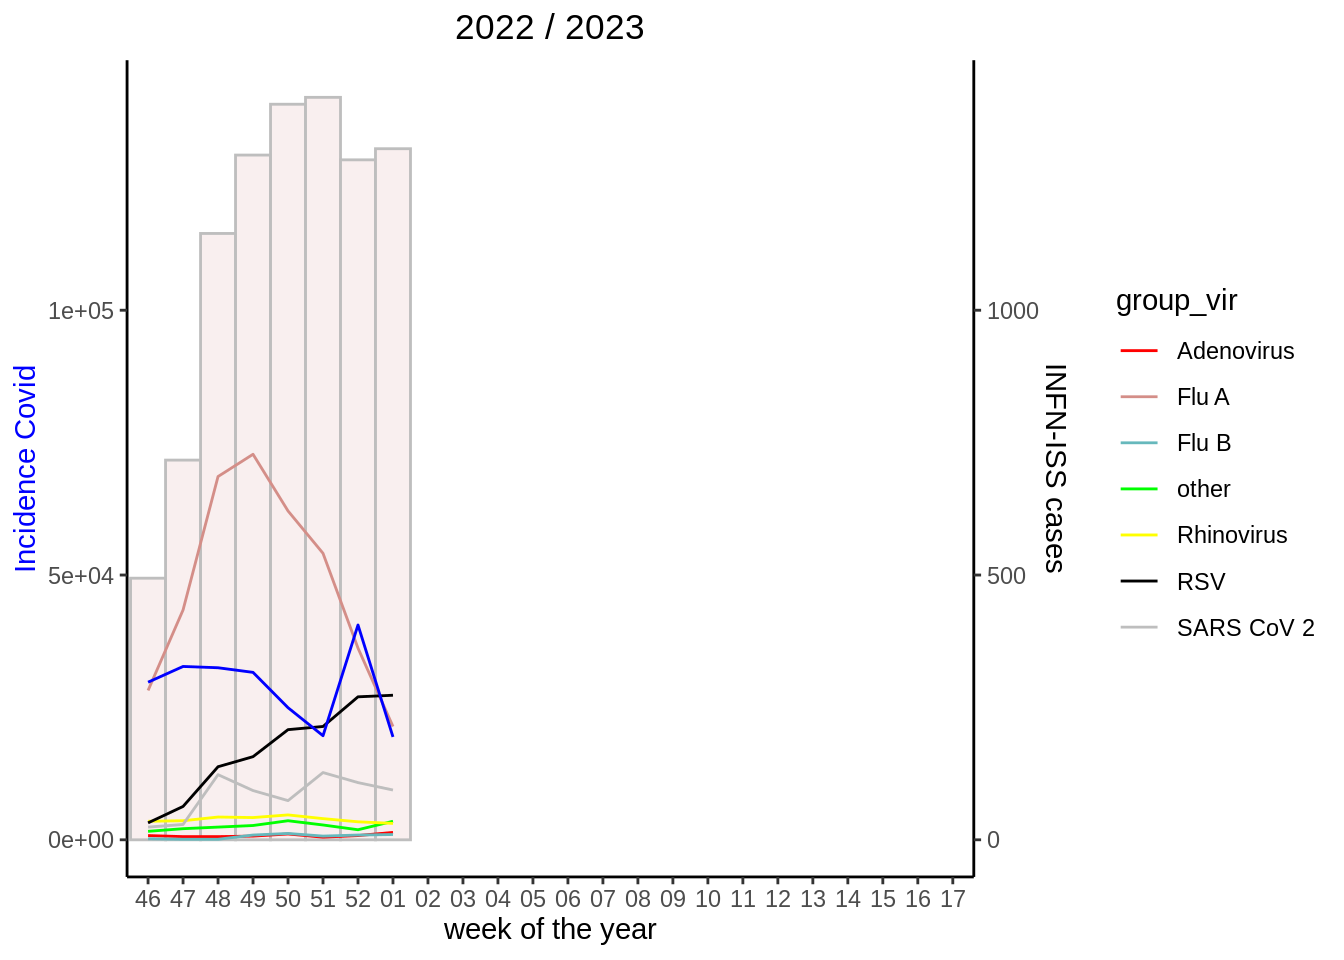 2022 / 2023
1e+05
5e+04
0e+00
Incidence Covid
1000
500
0
INFN-ISS cases
46 47 48 49 50 51 52 01 02 03 04 05 06 07 08 09 10 11 12 13 14 15 16 17
week of the year
group_vir
Adenovirus
Flu A
Flu B
other
Rhinovirus
RSV
SARS CoV 2